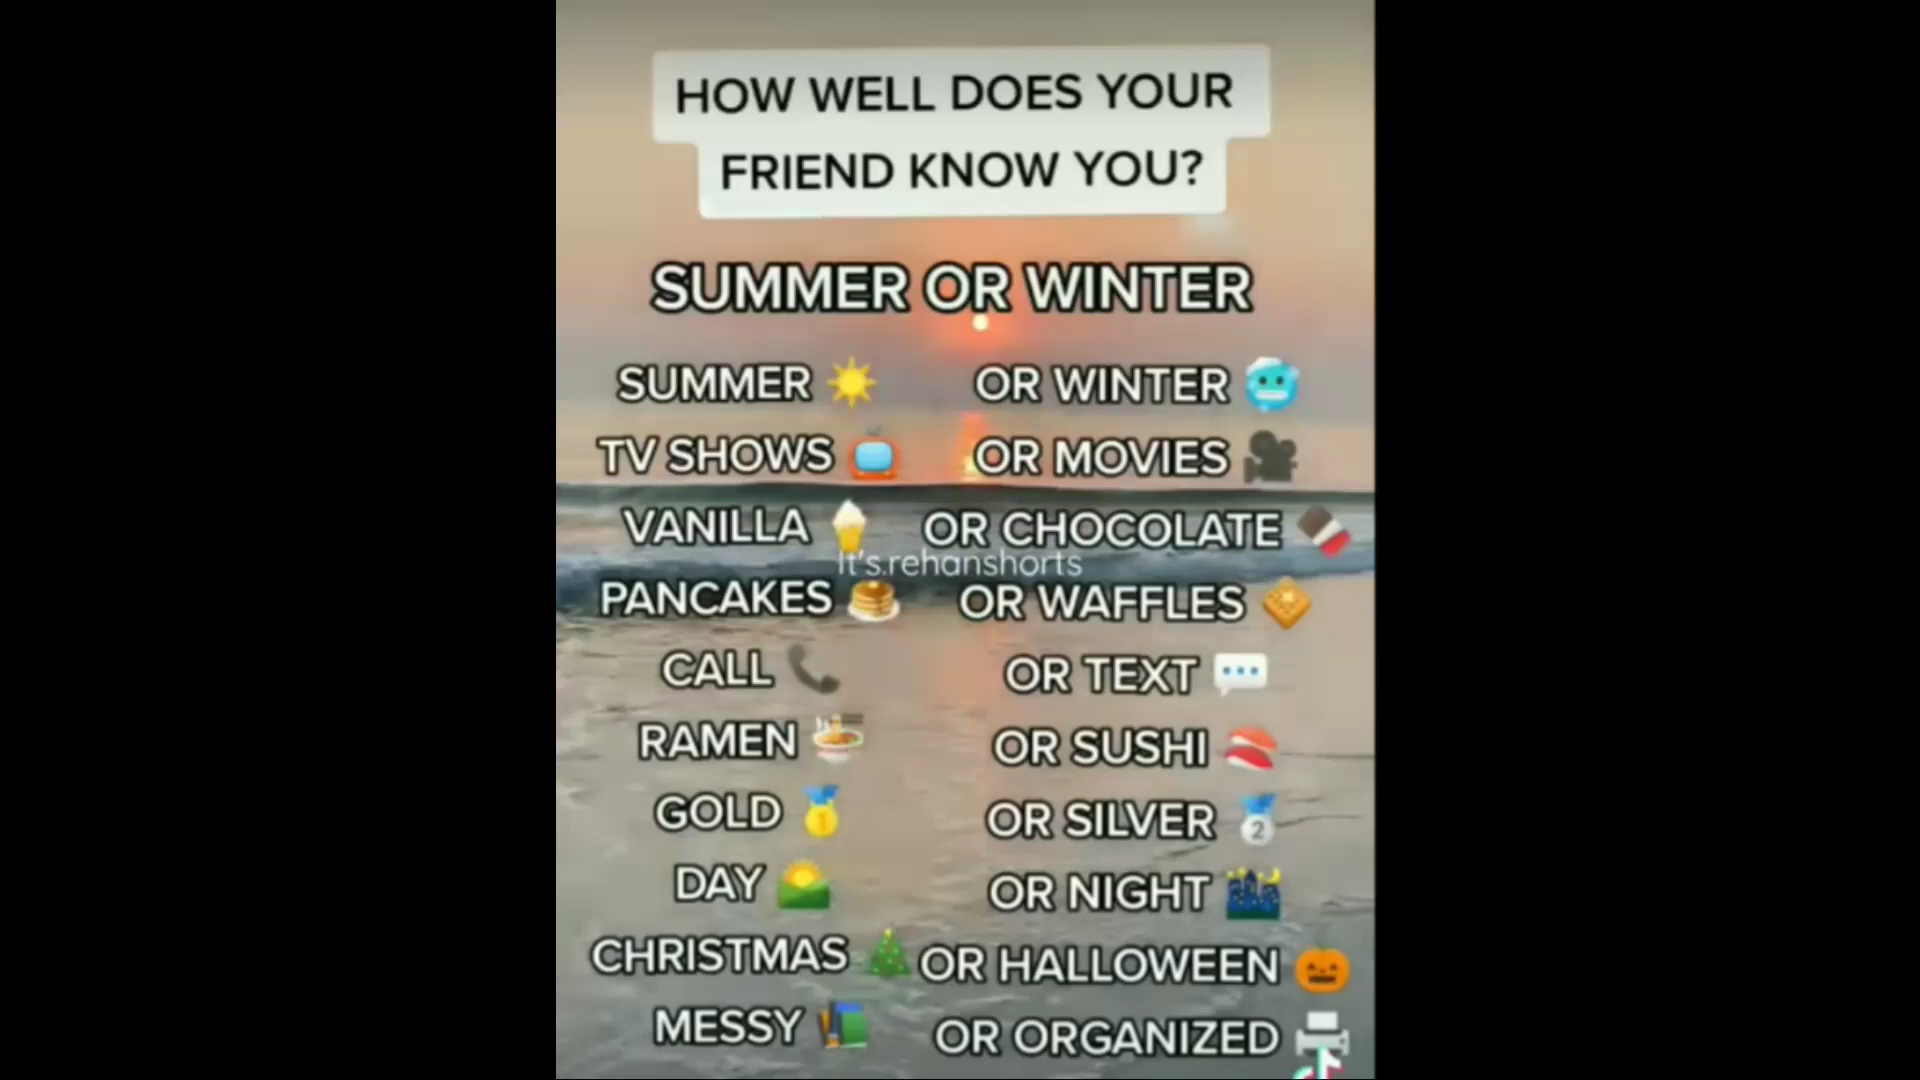 HOW WELL DOES YOUR
FRIEND KNOW YOU?
SUMMER OR WINTER
SUMMER ☀️ OR WINTER 🥶
TV SHOWS 📺 OR MOVIES 🎥
VANILLA 🍦 OR CHOCOLATE 🍫
It's.rehanshorts
PANCAKES 🥞 OR WAFFLES 🧇
CALL 📞 OR TEXT 💬
RAMEN 🍜 OR SUSHI 🍣
GOLD 🥇 OR SILVER 🥈
DAY 🌄 OR NIGHT 🌃
CHRISTMAS 🎄 OR HALLOWEEN 🎃
MESSY 📚 OR ORGANIZED 🖨️